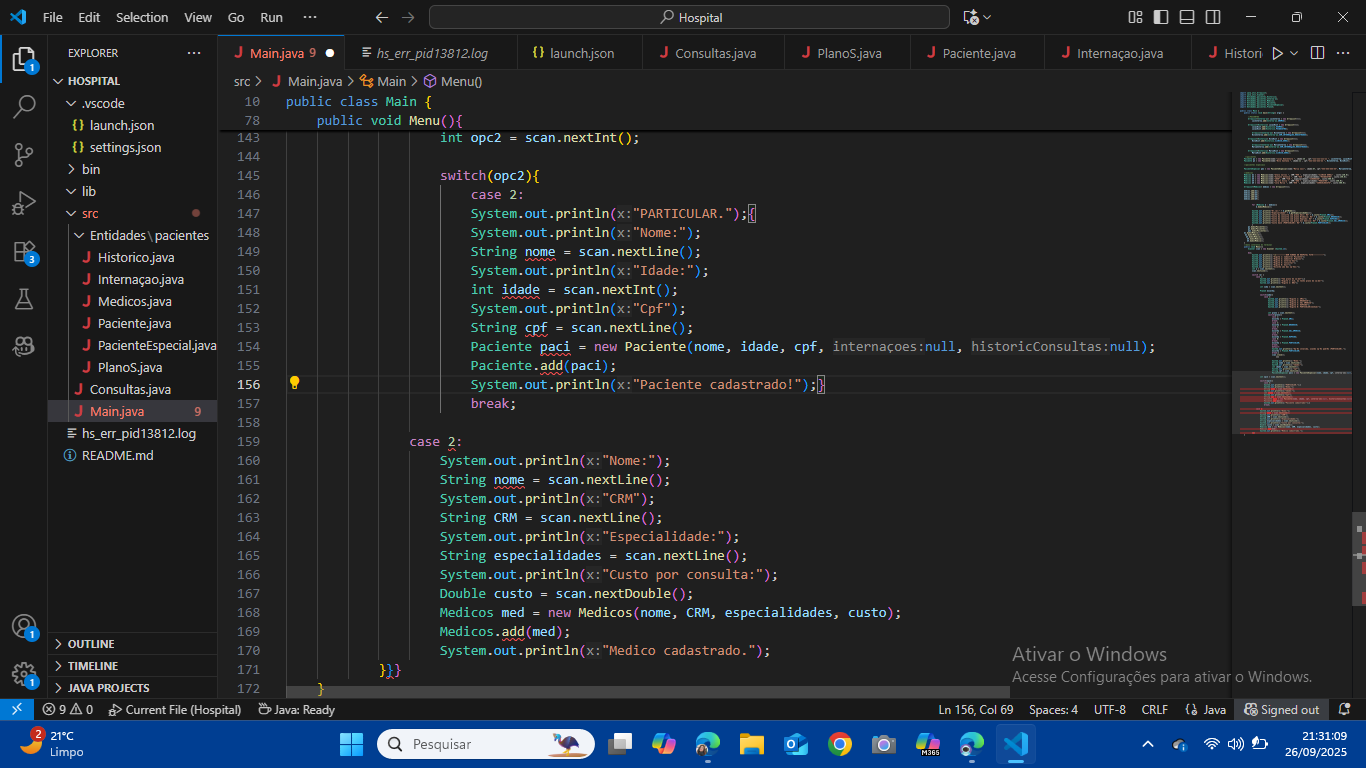 File Edit Selection View Go Run ··· Hospital
EXPLORER ···
Main.java 9 hs_err_pid13812.log launch.json Consultas.java PlanoS.java Paciente.java Internaçao.java Histori
HOSPITAL
.vscode
launch.json
settings.json
bin
lib
src
Entidades\pacientes
Historico.java
Internaçao.java
Medicos.java
Paciente.java
PacienteEspecial.java
PlanoS.java
Consultas.java
Main.java 9
hs_err_pid13812.log
README.md
OUTLINE
TIMELINE
JAVA PROJECTS
1
3
1
1
src > Main.java > Main > Menu()
10 public class Main {
78 public void Menu(){
143 int opc2 = scan.nextInt();
144
145 switch(opc2){
146 case 2:
147 System.out.println(x:"PARTICULAR.");{
148 System.out.println(x:"Nome:");
149 String nome = scan.nextLine();
150 System.out.println(x:"Idade:");
151 int idade = scan.nextInt();
152 System.out.println(x:"Cpf");
153 String cpf = scan.nextLine();
154 Paciente paci = new Paciente(nome, idade, cpf, internaçoes:null, historicConsultas:null);
155 Paciente.add(paci);
156 System.out.println(x:"Paciente cadastrado!");}
157 break;
158
159 case 2:
160 System.out.println(x:"Nome:");
161 String nome = scan.nextLine();
162 System.out.println(x:"CRM");
163 String CRM = scan.nextLine();
164 System.out.println(x:"Especialidade:");
165 String especialidades = scan.nextLine();
166 System.out.println(x:"Custo por consulta:");
167 Double custo = scan.nextDouble();
168 Medicos med = new Medicos(nome, CRM, especialidades, custo);
169 Medicos.add(med);
170 System.out.println(x:"Medico cadastrado.");
171 }}}
172 }
Ativar o Windows
Acesse Configurações para ativar o Windows.
9 0 Current File (Hospital) Java: Ready Ln 156, Col 69 Spaces: 4 UTF-8 CRLF {} Java Signed out
2
21°C
Limpo
Pesquisar
M365
21:31:09
26/09/2025